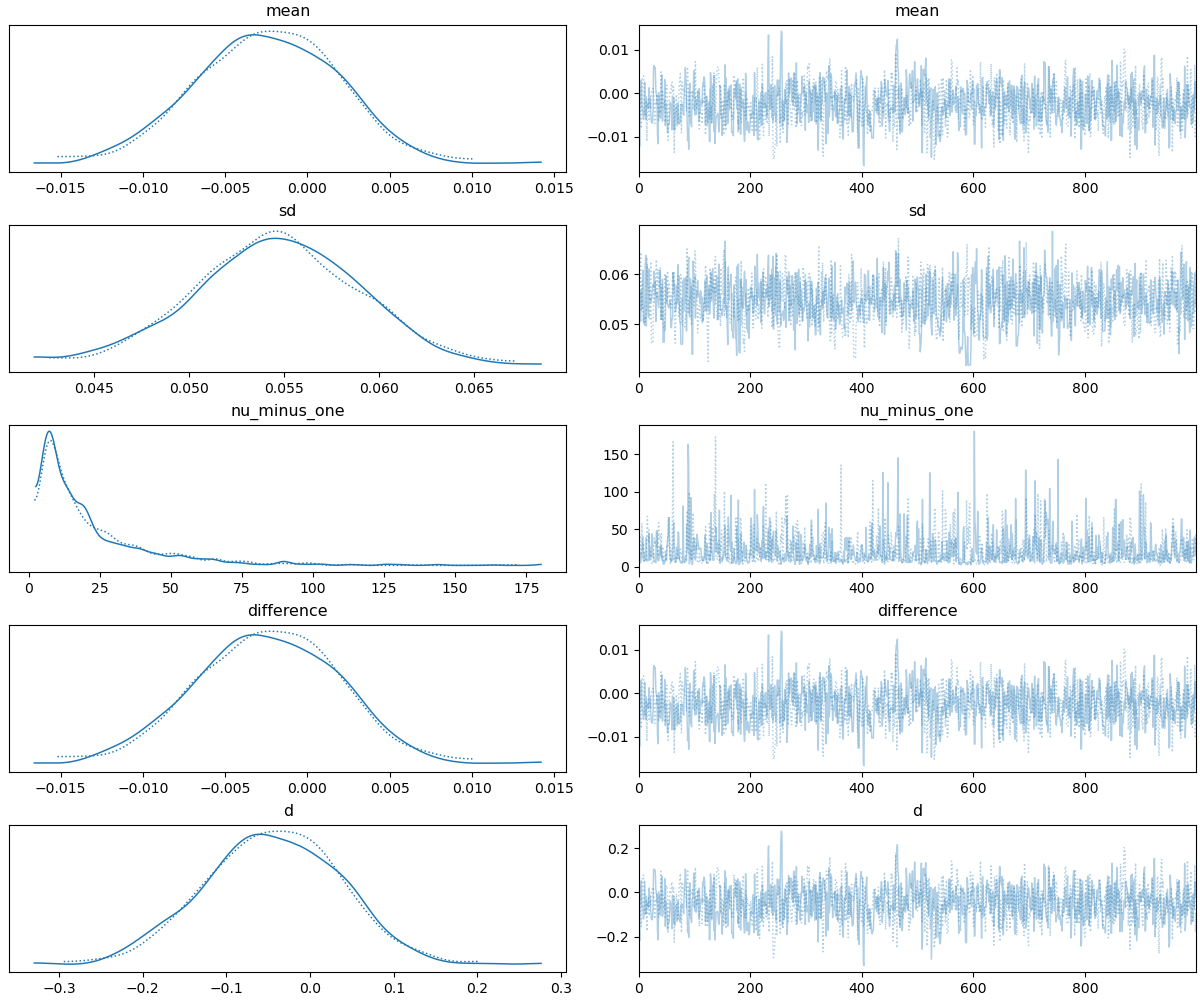 mean mean
0.01
0.00
−0.01
−0.015 −0.010 −0.005 0.000 0.005 0.010 0.015 0 200 400 600 800
sd sd
0.06
0.05
0.045 0.050 0.055 0.060 0.065 0 200 400 600 800
nu_minus_one nu_minus_one
150
100
50
0
0 25 50 75 100 125 150 175 0 200 400 600 800
difference difference
0.01
0.00
−0.01
−0.015 −0.010 −0.005 0.000 0.005 0.010 0.015 0 200 400 600 800
d d
0.2
0.0
−0.2
−0.3 −0.2 −0.1 0.0 0.1 0.2 0.3 0 200 400 600 800